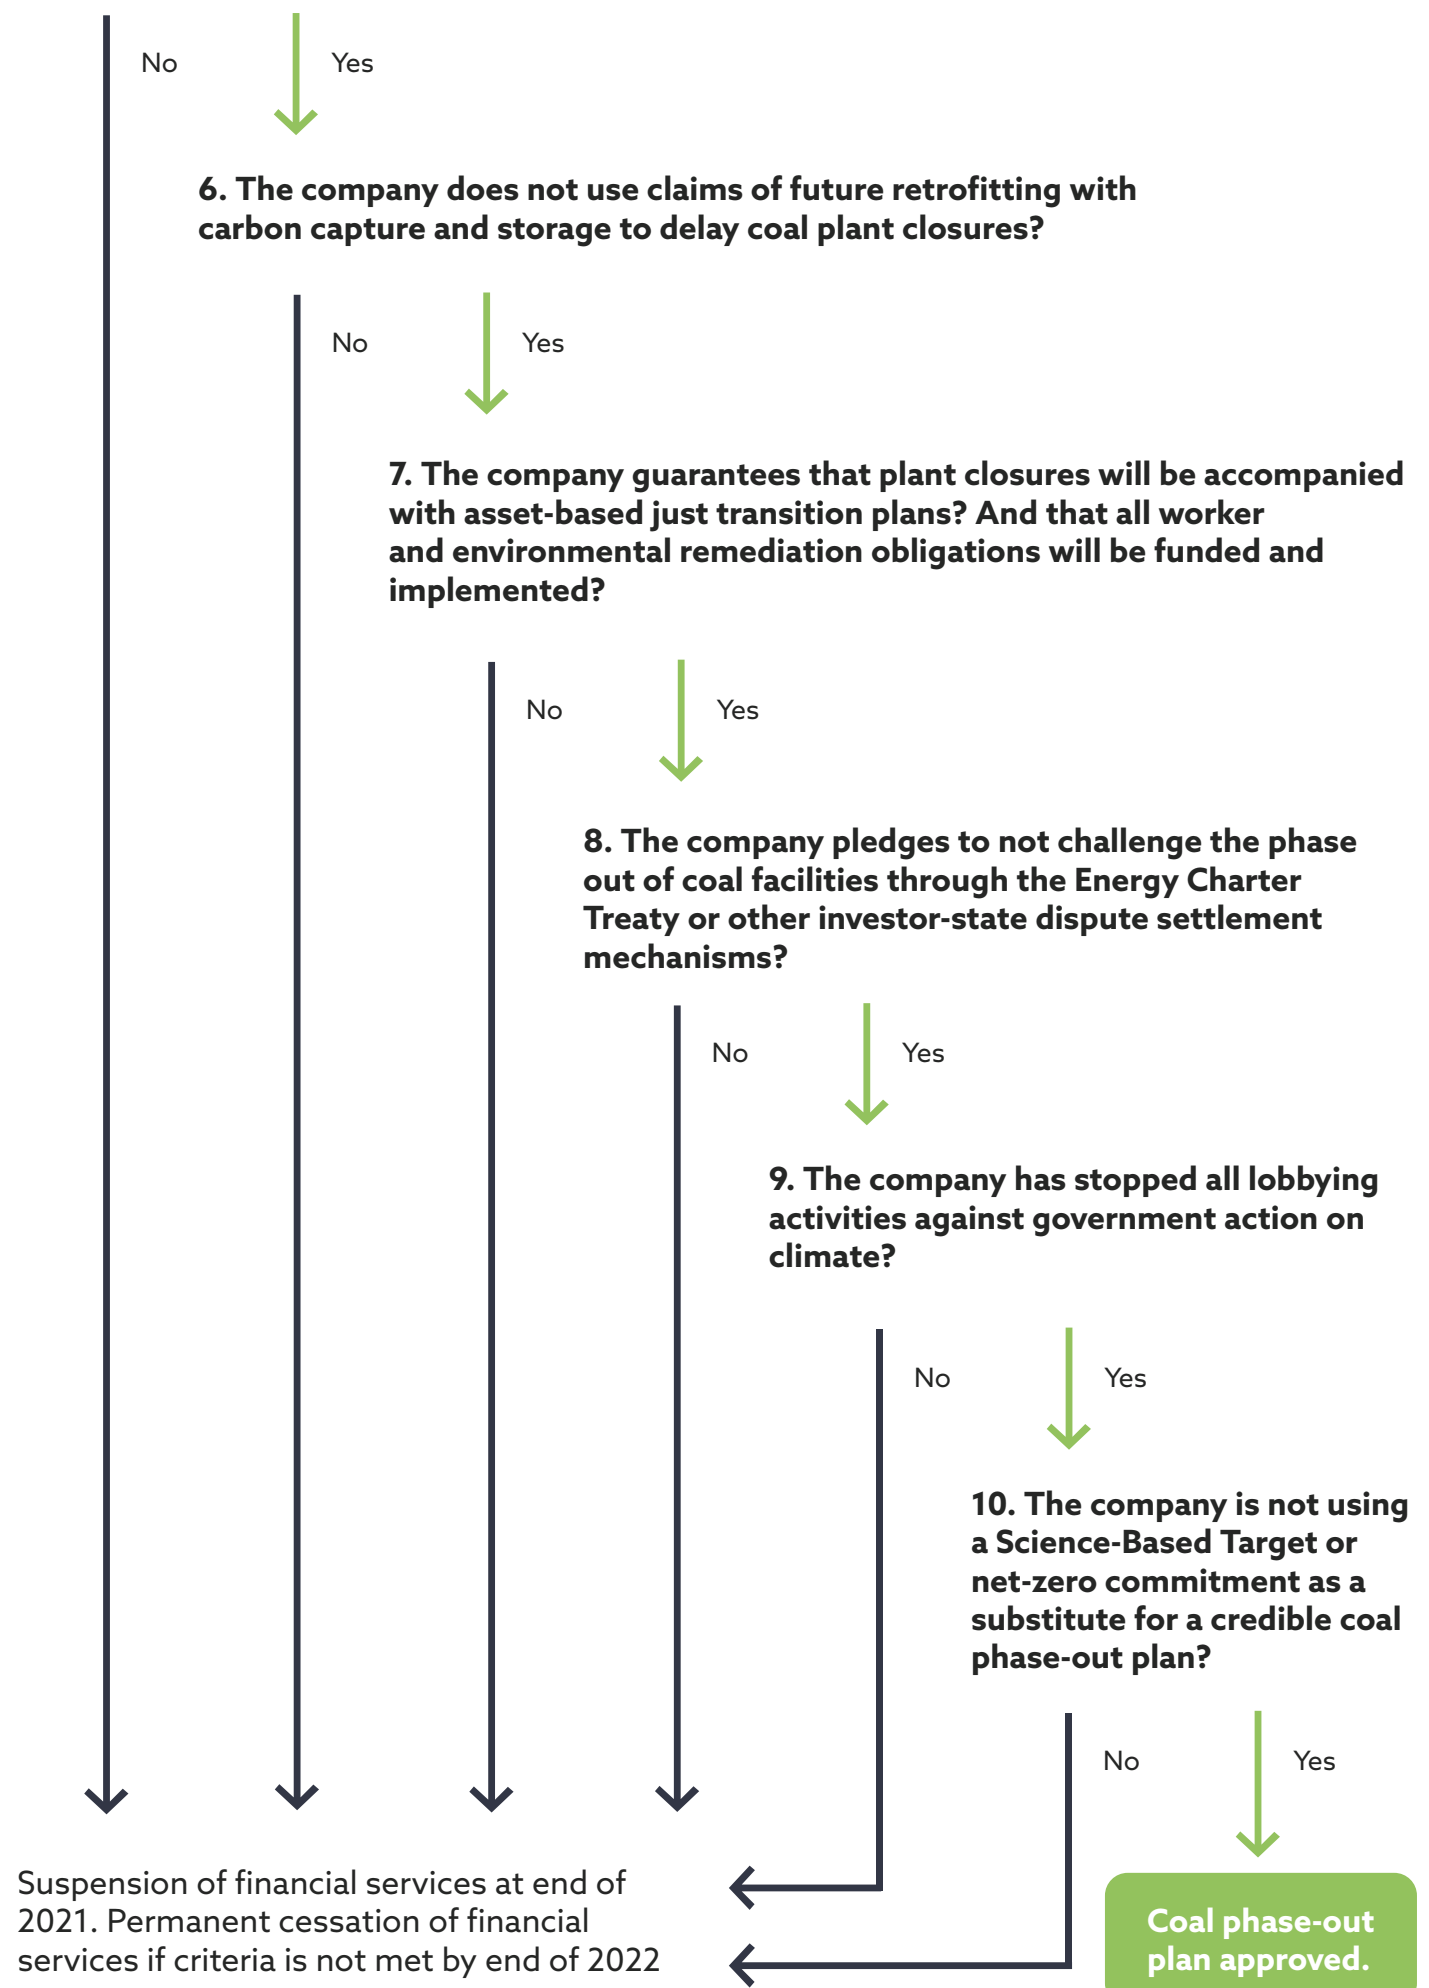 No
Yes
6. The company does not use claims of future retrofitting with
carbon capture and storage to delay coal plant closures?
No
Yes
7. The company guarantees that plant closures will be accompanied
with asset-based just transition plans? And that all worker
and environmental remediation obligations will be funded and
implemented?
No
Yes
8. The company pledges to not challenge the phase
out of coal facilities through the Energy Charter
Treaty or other investor-state dispute settlement
mechanisms?
No
Yes
9. The company has stopped all lobbying
activities against government action on
climate?
No
Yes
10. The company is not using
a Science-Based Target or
net-zero commitment as a
substitute for a credible coal
phase-out plan?
No
Yes
Suspension of financial services at end of
2021. Permanent cessation of financial
services if criteria is not met by end of 2022
Coal phase-out
plan approved.